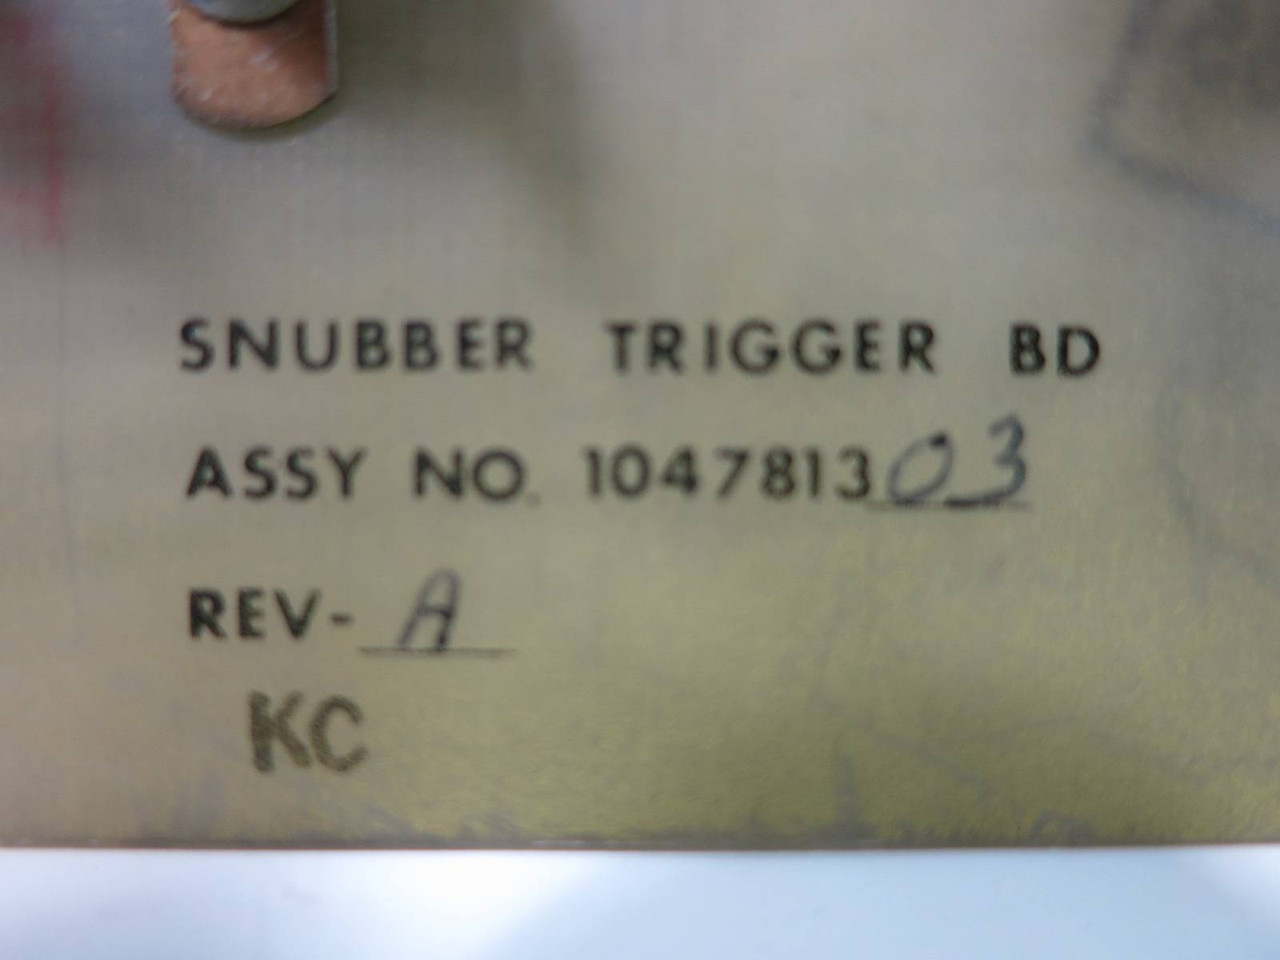 SNUBBER TRIGGER BD
ASSY NO. 104781303
REV- A
KC